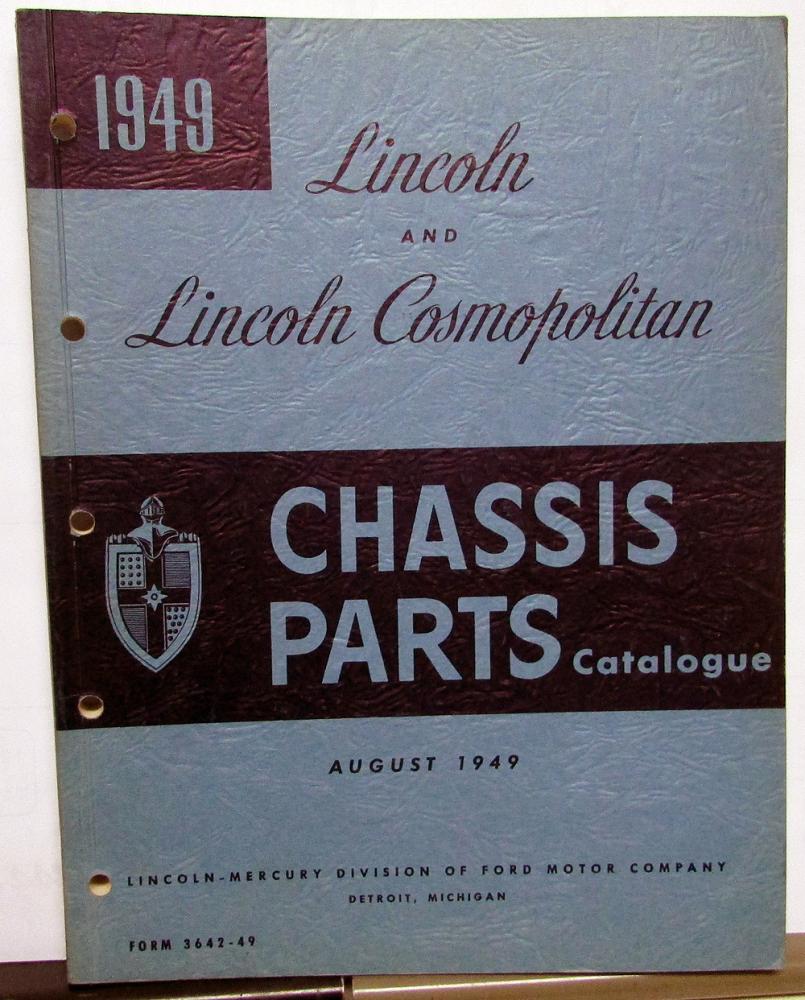 1949
Lincoln
AND
Lincoln Cosmopolitan
CHASSIS
PARTS Catalogue
AUGUST 1949
LINCOLN-MERCURY DIVISION OF FORD MOTOR COMPANY
DETROIT, MICHIGAN
FORM 3642-49